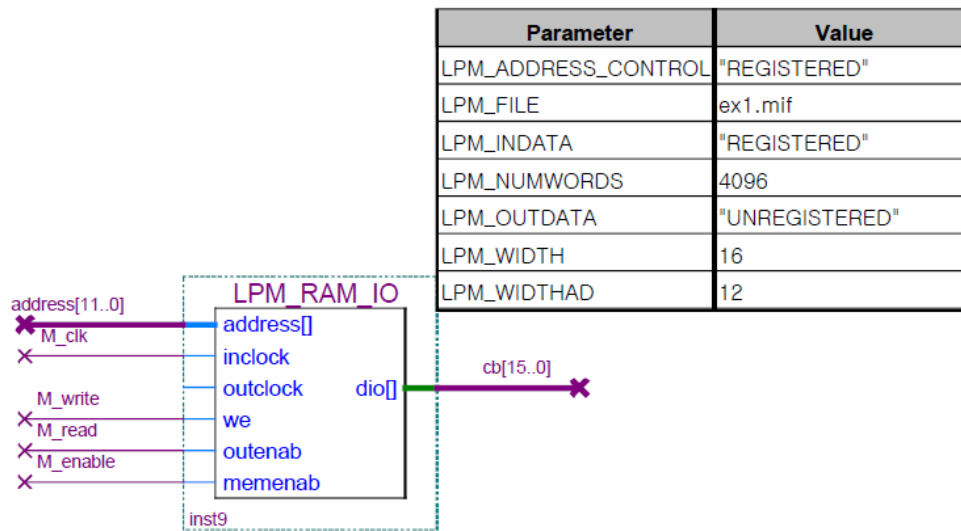 Parameter Value
LPM_ADDRESS_CONTROL "REGISTERED"
LPM_FILE ex1.mif
LPM_INDATA "REGISTERED"
LPM_NUMWORDS 4096
LPM_OUTDATA "UNREGISTERED"
LPM_WIDTH 16
LPM_WIDTHAD 12
LPM_RAM_IO
address[11..0]
address[]
M_clk
inclock
outclock dio[]
cb[15..0]
M_write
we
M_read
outenab
M_enable
memenab
inst9